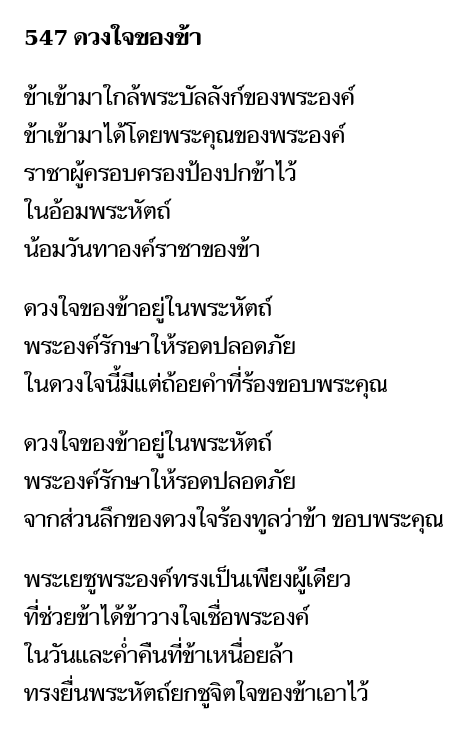 547 ดวงใจของข้า
ข้าเข้ามาใกล้พระบัลลังก์ของพระองค์
ข้าเข้ามาได้โดยพระคุณของพระองค์
ราชาผู้ครอบครองป้องปกข้าไว้
ในอ้อมพระหัตถ์
น้อมวันทาองค์ราชาของข้า
ดวงใจของข้าอยู่ในพระหัตถ์
พระองค์รักษาให้รอดปลอดภัย
ในดวงใจนี้มีแต่ถ้อยคำที่ร้องขอบพระคุณ
ดวงใจของข้าอยู่ในพระหัตถ์
พระองค์รักษาให้รอดปลอดภัย
จากส่วนลึกของดวงใจร้องทูลว่าข้า ขอบพระคุณ
พระเยซูพระองค์ทรงเป็นเพียงผู้เดียว
ที่ช่วยข้าได้ข้าวางใจเชื่อพระองค์
ในวันและค่ำคืนที่ข้าเหนื่อยล้า
ทรงยื่นพระหัตถ์ยกชูจิตใจของข้าเอาไว้